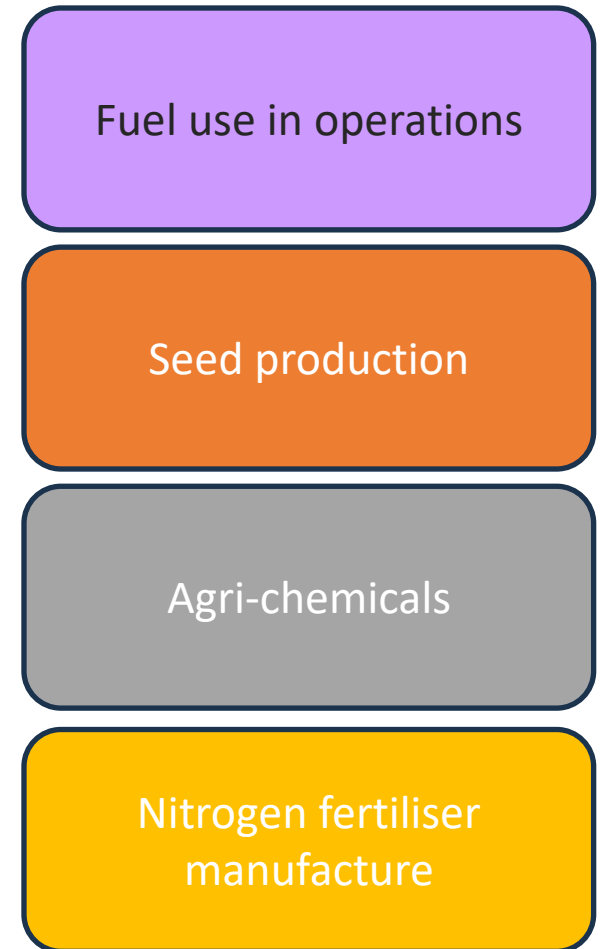 Fuel use in operations
Seed production
Agri-chemicals
Nitrogen fertiliser
manufacture